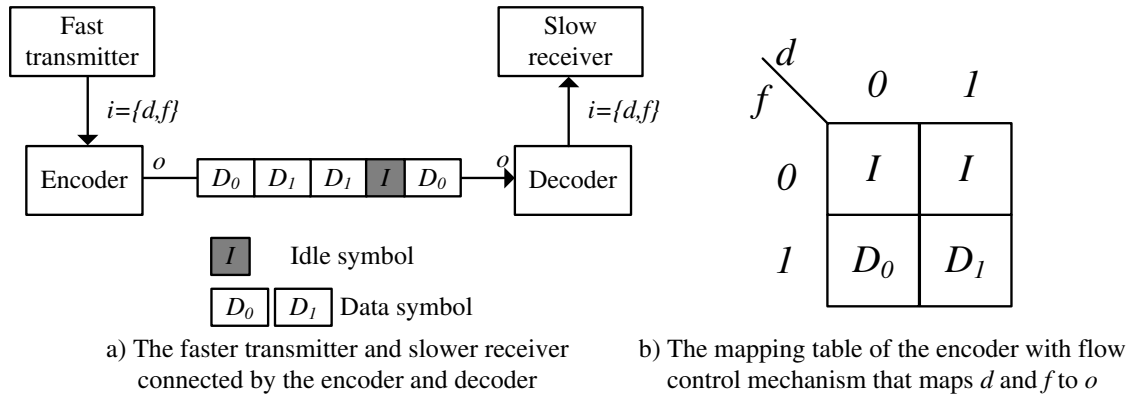 Fast
transmitter
i={d,f}
Encoder
o
D0 D1 D1 I D0
o
Decoder
i={d,f}
Slow
receiver
I Idle symbol
D0 D1 Data symbol
a) The faster transmitter and slower receiver
connected by the encoder and decoder
d
f
0 1
0 I I
1 D0 D1
b) The mapping table of the encoder with flow
control mechanism that maps d and f to o